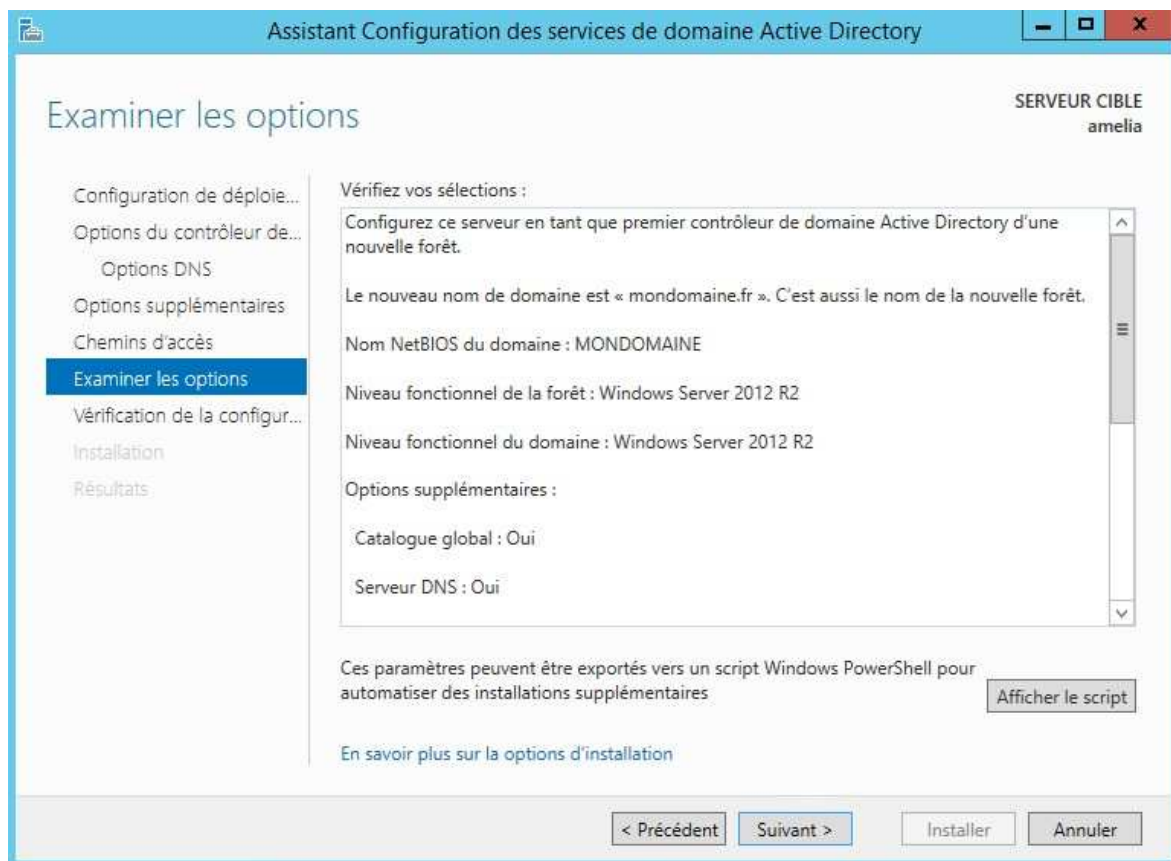 Assistant Configuration des services de domaine Active Directory
Examiner les options
SERVEUR CIBLE
amelia
Configuration de déploie...
Options du contrôleur de...
Options DNS
Options supplémentaires
Chemins d'accès
Examiner les options
Vérification de la configur...
Installation
Résultats
Vérifiez vos sélections :
Configurez ce serveur en tant que premier contrôleur de domaine Active Directory d'une
nouvelle forêt.
Le nouveau nom de domaine est « mondomaine.fr ». C'est aussi le nom de la nouvelle forêt.
Nom NetBIOS du domaine : MONDOMAINE
Niveau fonctionnel de la forêt : Windows Server 2012 R2
Niveau fonctionnel du domaine : Windows Server 2012 R2
Options supplémentaires :
Catalogue global : Oui
Serveur DNS : Oui
Ces paramètres peuvent être exportés vers un script Windows PowerShell pour
automatiser des installations supplémentaires
Afficher le script
En savoir plus sur la options d'installation
< Précédent
Suivant >
Installer
Annuler